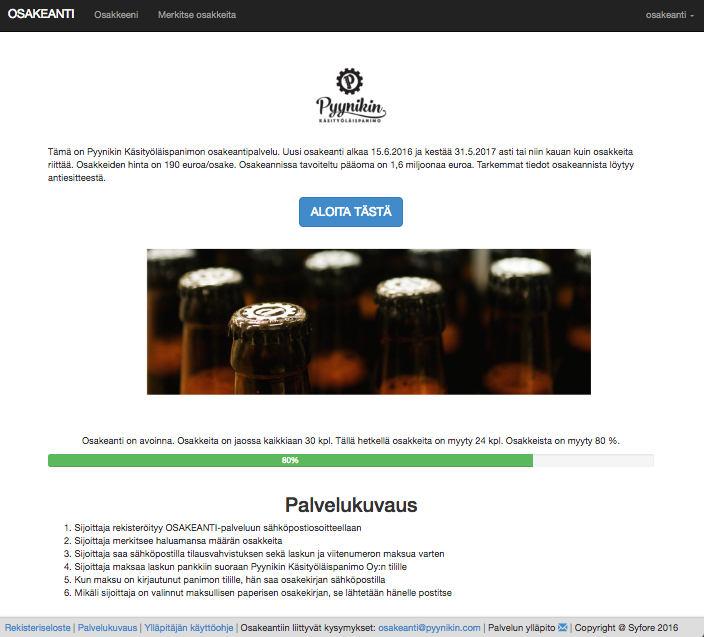 OSAKEANTI Osakkeeni Merkitse osakkeita osakeanti
P
Pyynikin
KÄSITYÖLÄISPANIMO
Tämä on Pyynikin Käsityöläispanimon osakeantipalvelu. Uusi osakeanti alkaa 15.6.2016 ja kestää 31.5.2017 asti tai niin kauan kuin osakkeita
riittää. Osakkeiden hinta on 190 euroa/osake. Osakeannissa tavoiteltu pääoma on 1,6 miljoonaa euroa. Tarkemmat tiedot osakeannista löytyy
antiesitteestä.
ALOITA TÄSTÄ
Osakeanti on avoinna. Osakkeita on jaossa kaikkiaan 30 kpl. Tällä hetkellä osakkeita on myyty 24 kpl. Osakkeista on myyty 80 %.
80%
Palvelukuvaus
1. Sijoittaja rekisteröityy OSAKEANTI-palveluun sähköpostiosoitteellaan
2. Sijoittaja merkitsee haluamansa määrän osakkeita
3. Sijoittaja saa sähköpostilla tilausvahvistuksen sekä laskun ja viitenumeron maksua varten
4. Sijoittaja maksaa laskun pankkiin suoraan Pyynikin Käsityöläispanimo Oy:n tilille
5. Kun maksu on kirjautunut panimon tilille, hän saa osakekirjan sähköpostilla
6. Mikäli sijoittaja on valinnut maksullisen paperisen osakekirjan, se lähtetään hänelle postitse
Rekisteriseloste | Palvelukuvaus | Ylläpitäjän käyttöohje | Osakeantiin liittyvät kysymykset: osakeanti@pyynikin.com | Palvelun ylläpito | Copyright @ Syfore 2016